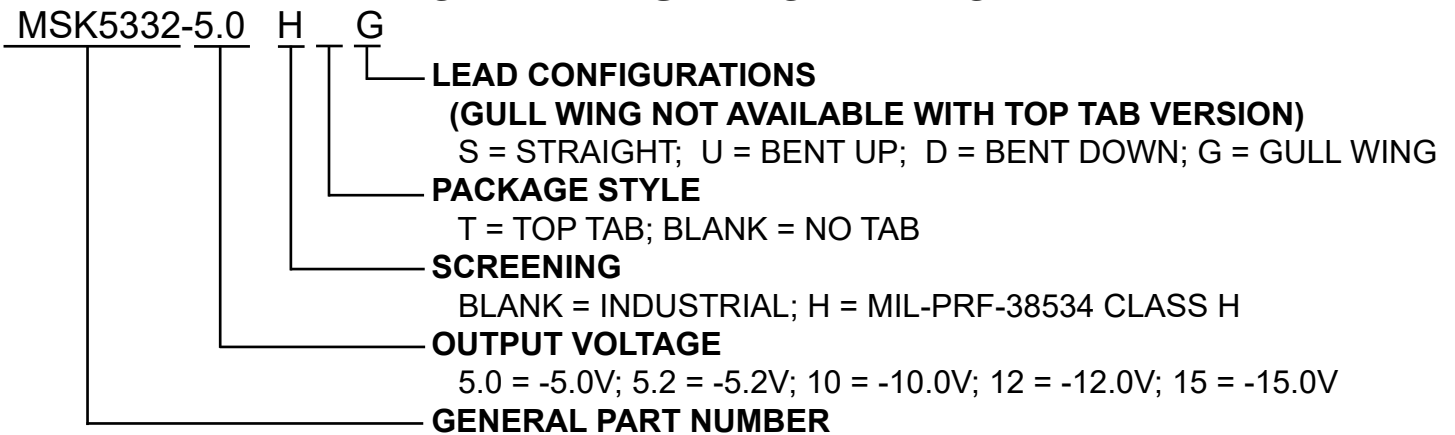 MSK5332-5.0 H G
LEAD CONFIGURATIONS
(GULL WING NOT AVAILABLE WITH TOP TAB VERSION)
S = STRAIGHT; U = BENT UP; D = BENT DOWN; G = GULL WING
PACKAGE STYLE
T = TOP TAB; BLANK = NO TAB
SCREENING
BLANK = INDUSTRIAL; H = MIL-PRF-38534 CLASS H
OUTPUT VOLTAGE
5.0 = -5.0V; 5.2 = -5.2V; 10 = -10.0V; 12 = -12.0V; 15 = -15.0V
GENERAL PART NUMBER